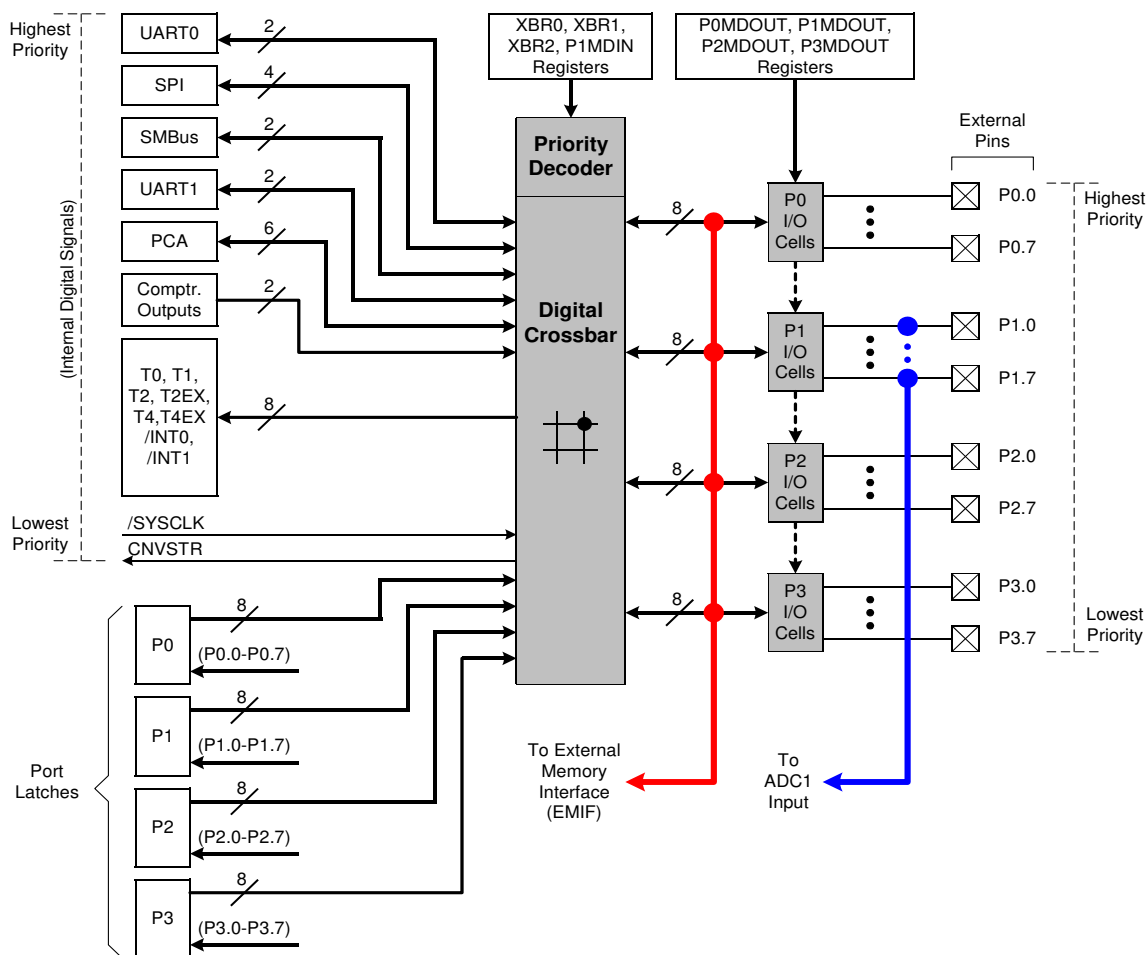 Highest
Priority
(Internal Digital Signals)
Lowest
Priority
UART0
2
SPI
4
SMBus
2
UART1
2
PCA
6
Comptr.
Outputs
2
T0, T1,
T2, T2EX,
T4,T4EX
/INT0,
/INT1
8
/SYSCLK
CNVSTR
XBR0, XBR1,
XBR2, P1MDIN
Registers
P0MDOUT, P1MDOUT,
P2MDOUT, P3MDOUT
Registers
Priority
Decoder
Digital
Crossbar
8
8
8
8
P0
I/O
Cells
P1
I/O
Cells
P2
I/O
Cells
P3
I/O
Cells
External
Pins
P0.0
P0.7
P1.0
P1.7
P2.0
P2.7
P3.0
P3.7
Highest
Priority
Lowest
Priority
Port
Latches
P0
8
(P0.0-P0.7)
P1
8
(P1.0-P1.7)
P2
8
(P2.0-P2.7)
P3
8
(P3.0-P3.7)
To External
Memory
Interface
(EMIF)
To
ADC1
Input